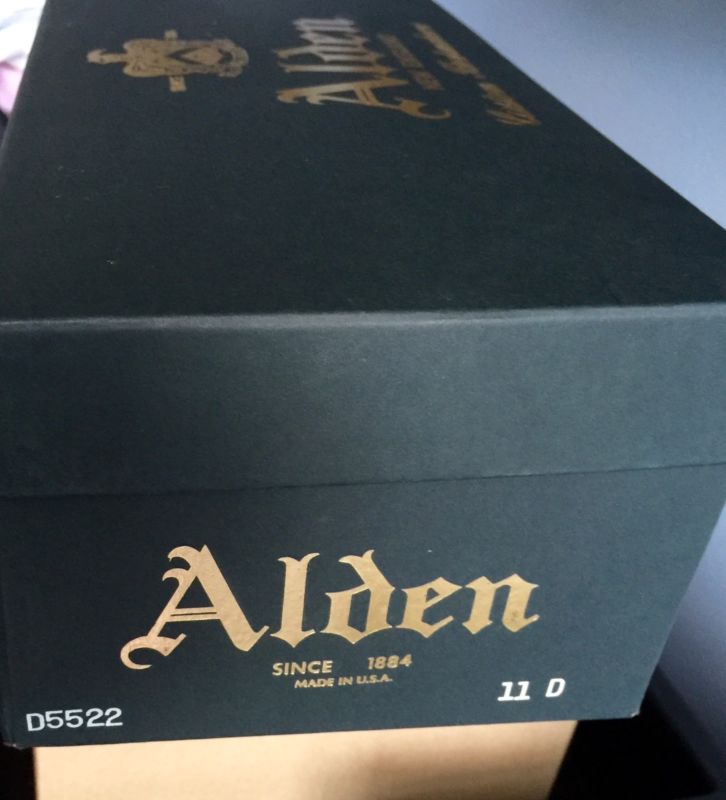 Alden
Alden
SINCE 1884
MADE IN U.S.A.
11 D
D5522